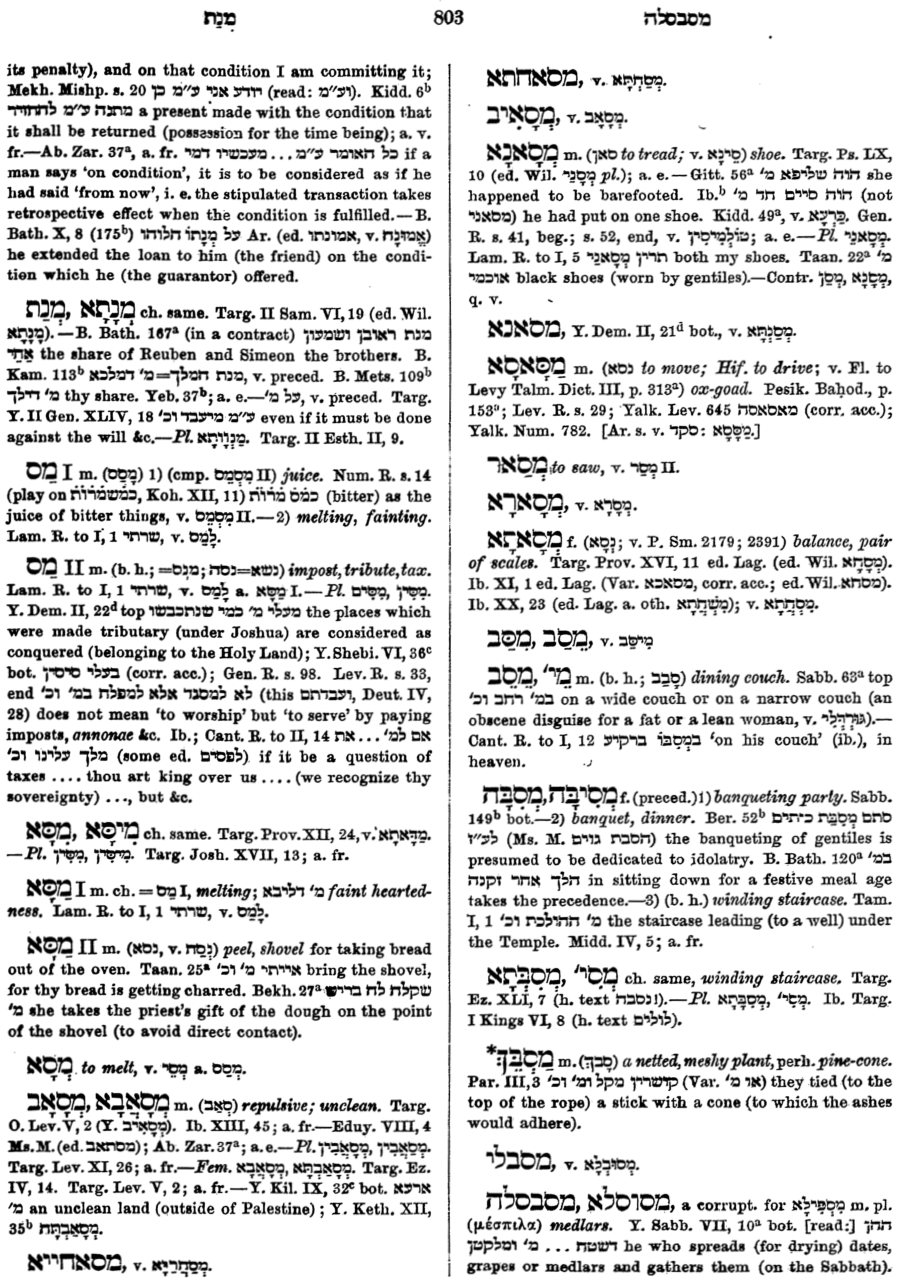 מְנָת
803
מסבסלה
its penalty), and on that condition I am committing it;
Mekh. Mishp. s. 20 יודע אני ע״מ כן (read: וע״מ). Kidd. 6ᵇ
מתנה ע״מ להחזיר a present made with the condition that
it shall be returned (possession for the time being); a. v.
fr.—Ab. Zar. 37ᵃ, a. fr. כל האומר ע״מ... מעכשיו דמי if a
man says ‘on condition’, it is to be considered as if he
had said ‘from now’, i. e. the stipulated transaction takes
retrospective effect when the condition is fulfilled.—B.
Bath. X, 8 (175ᵇ) על מְנָתוֹ הלוהו Ar. (ed. אמונתו, v. אֱמוּנָה)
he extended the loan to him (the friend) on the condi-
tion which he (the guarantor) offered.
מְנָת, מְנָתָא ch. same. Targ. II Sam. VI, 19 (ed. Wil.
מָנָתָא).—B. Bath. 167ᵃ (in a contract) מנת ראובן ושמעון
אַחֵי the share of Reuben and Simeon the brothers. B.
Kam. 113ᵇ מנת המלך=מ׳ דמלכא, v. preced. B. Mets. 109ᵇ
מ׳ דילך thy share. Yeb. 37ᵇ; a. e.—על מ׳, v. preced. Targ.
Y. II Gen. XLIV, 18 ע״מ מיעבד וכ׳ even if it must be done
against the will &c.—Pl. מְנָוָותָא. Targ. II Esth. II, 9.
מַס I m. (מָסַס) 1) (cmp. מַסְמֵס II) juice. Num. R. s. 14
(play on כמשמרות, Koh. XII, 11) כמס מרות (bitter) as the
juice of bitter things, v. מַסְמֵס II.—2) melting, fainting.
Lam. R. to I, 1 שרתי, v. לָמַס.
מַס II m. (b. h.; מנס=; נשא=נסה) impost, tribute, tax.
Lam. R. to I, 1 שרתי, v. לָמַס a. מַסָּא I.—Pl. מִסִּין, מִסִּים.
Y. Dem. II, 22ᵈ top מעלי מ׳ כמי שנתכבשו the places which
were made tributary (under Joshua) are considered as
conquered (belonging to the Holy Land); Y. Shebi. VI, 36ᶜ
bot. בעלי סיסין (corr. acc.); Gen. R. s. 98. Lev. R. s. 33,
end לא למסגד אלא למפלח במ׳ וכ׳ (this ועבדתם, Deut. IV,
28) does not mean ‘to worship’ but ‘to serve’ by paying
imposts, annonae &c. Ib.; Cant. R. to II, 14 אם למ׳...את
מלך עלינו וכ׳ (some ed. לפסים) if it be a question of
taxes .... thou art king over us .... (we recognize thy
sovereignty) ..., but &c.
מִיסָּא, מִסָּא ch. same. Targ. Prov. XII, 24, v. מַדָּאתָא.
—Pl. מִיסִּין, מִסִּין. Targ. Josh. XVII, 13; a. fr.
מַסָּא I m. ch. = מַס I, melting; מ׳ דליבא faint hearted-
ness. Lam. R. to I, 1 שרתי, v. לָמַס.
מַסָּא II m. (נסא, v. נְסַח) peel, shovel for taking bread
out of the oven. Taan. 25ᵃ אייתי מ׳ וכ׳ bring the shovel,
for thy bread is getting charred. Bekh. 27ᵃ שקלה לה בריש
מ׳ she takes the priest's gift of the dough on the point
of the shovel (to avoid direct contact).
מְסָא to melt, v. מְסֵי a. מְסַס.
מְסָאָב, מְסָאֲבָא m. (סְאַב) repulsive; unclean. Targ.
O. Lev. V, 2 (Y. מְסָאִיב). Ib. XIII, 45; a. fr.—Eduy. VIII, 4
Ms. M. (ed. מסתאב); Ab. Zar. 37ᵃ; a. e.—Pl. מְסָאֲבִין, מְסַאֲבִין.
Targ. Lev. XI, 26; a. fr.—Fem. מְסָאֲבָא, מְסָאַבְתָּא. Targ. Ez.
IV, 14. Targ. Lev. V, 2; a. fr.—Y. Kil. IX, 32ᶜ bot. ארעא
מ׳ an unclean land (outside of Palestine); Y. Keth. XII,
35ᵇ מְסָאַבְתָּהּ.
מסאחייא, v. מְסַחֲרַיָּא.
מסאחתא, v. מְסַחְתָּא.
מְסָאִיב, v. מְסָאָב.
מְסָאנָא m. (סאן to tread; v. סִינָא) shoe. Targ. Ps. LX,
10 (ed. Wil. מְסָנֵי pl.); a. e.—Gitt. 56ᵃ הוה שליפא מ׳ she
happened to be barefooted. Ib.ᵇ הוה סיים חד מ׳ (not
מסאני) he had put on one shoe. Kidd. 49ᵃ, v. כַּרְעָא. Gen.
R. s. 41, beg.; s. 52, end, v. טוֹלְמִיסִין; a. e.—Pl. מְסָאנֵי.
Lam. R. to I, 5 תרין מְסָאנַי both my shoes. Taan. 22ᵃ מ׳
אוכמי black shoes (worn by gentiles).—Contr. מְסָנָא, מְסָן,
q. v.
מסאנא, Y. Dem. II, 21ᵈ bot., v. מַסַנְתָּא.
מַסָּאסָא m. (נסא to move; Hif. to drive; v. Fl. to
Levy Talm. Dict. III, p. 313ᵃ) ox-goad. Pesik. Baḥod., p.
153ᵃ; Lev. R. s. 29; Yalk. Lev. 645 מאסאסה (corr. acc.);
Yalk. Num. 782. [Ar. s. v. סקד: מַסָּסָא.]
מְסַאר to saw, v. מְסַר II.
מְסָארָא, v. מְסָרָא.
מְסָאתָא f. (נְסָא; v. P. Sm. 2179; 2391) balance, pair
of scales. Targ. Prov. XVI, 11 ed. Lag. (ed. Wil. מַסְחָא).
Ib. XI, 1 ed. Lag. (Var. מסאכא, corr. acc.; ed. Wil. מסחא).
Ib. XX, 23 (ed. Lag. a. oth. מַשְׁחָתָא); v. מַסְחָתָא.
מֵסַב, מְסַּב, v. מִישַּׂב
מֵסֵב, מֵי׳ m. (b. h.; סָבַב) dining couch. Sabb. 63ᵃ top
במ׳ רחב וכ׳ on a wide couch or on a narrow couch (an
obscene disguise for a fat or a lean woman, v. גּוּרְדְּלִי).—
Cant. R. to I, 12 במְסִבּוֹ ברקיע ‘on his couch’ (ib.), in
heaven.
מְסִיבָּה, מְסִבָּה f. (preced.) 1) banqueting party. Sabb.
149ᵇ bot.—2) banquet, dinner. Ber. 52ᵇ סתם מְסִבַּת כיתים
לע״ז (Ms. M. הסבת גוים) the banqueting of gentiles is
presumed to be dedicated to idolatry. B. Bath. 120ᵃ במ׳
הלך אחר זקנה in sitting down for a festive meal age
takes the precedence.—3) (b. h.) winding staircase. Tam.
I, 1 מ׳ ההולכת וכ׳ the staircase leading (to a well) under
the Temple. Midd. IV, 5; a. fr.
מְסִי׳, מְסִבְּתָא ch. same, winding staircase. Targ.
Ez. XLI, 7 (h. text ונסבה!).—Pl. מְסִי׳, מְסִבָּתָא. Ib. Targ.
I Kings VI, 8 (h. text לולים).
*מַסְבֵּךְ m. (סָבַךְ) a netted, meshy plant, perh. pine-cone.
Par. III, 3 קושרין מקל ומ׳ וכ׳ (Var. או מ׳) they tied (to the
top of the rope) a stick with a cone (to which the ashes
would adhere).
מסבלי, v. מְסוּבְלָא.
מסוסלא, מסבסלה, a corrupt. for מִסְפִּילָא m. pl.
(μέσπιλα) medlars. Y. Sabb. VII, 10ᵃ bot. [read:] ההן
דשטח ... מ׳ ומלקטן he who spreads (for drying) dates,
grapes or medlars and gathers them (on the Sabbath).